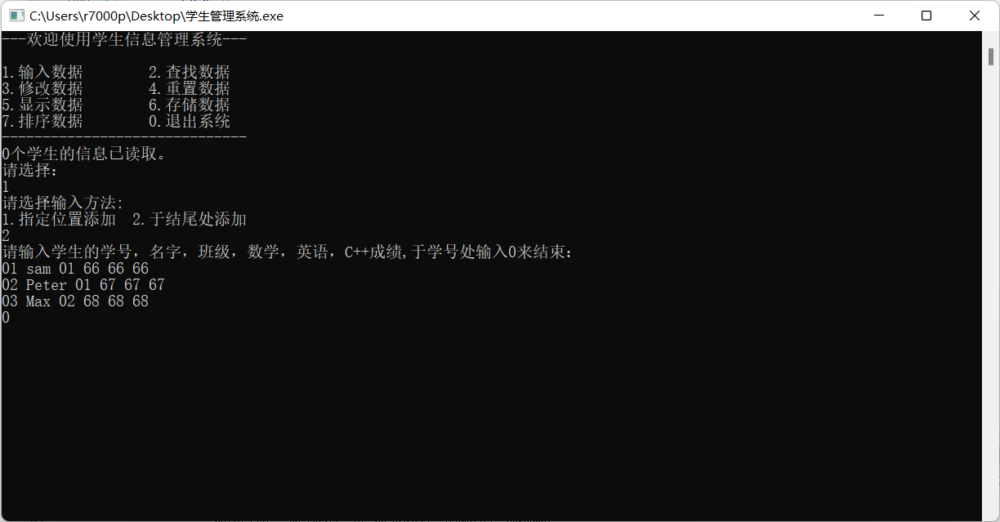 C:\Users\r7000p\Desktop\学生管理系统.exe
---欢迎使用学生信息管理系统---
1.输入数据        2.查找数据
3.修改数据        4.重置数据
5.显示数据        6.存储数据
7.排序数据        0.退出系统
------------------------------
0个学生的信息已读取。
请选择：
1
请选择输入方法:
1.指定位置添加  2.于结尾处添加
2
请输入学生的学号，名字，班级，数学，英语，C++成绩,于学号处输入0来结束：
01 sam 01 66 66 66
02 Peter 01 67 67 67
03 Max 02 68 68 68
0